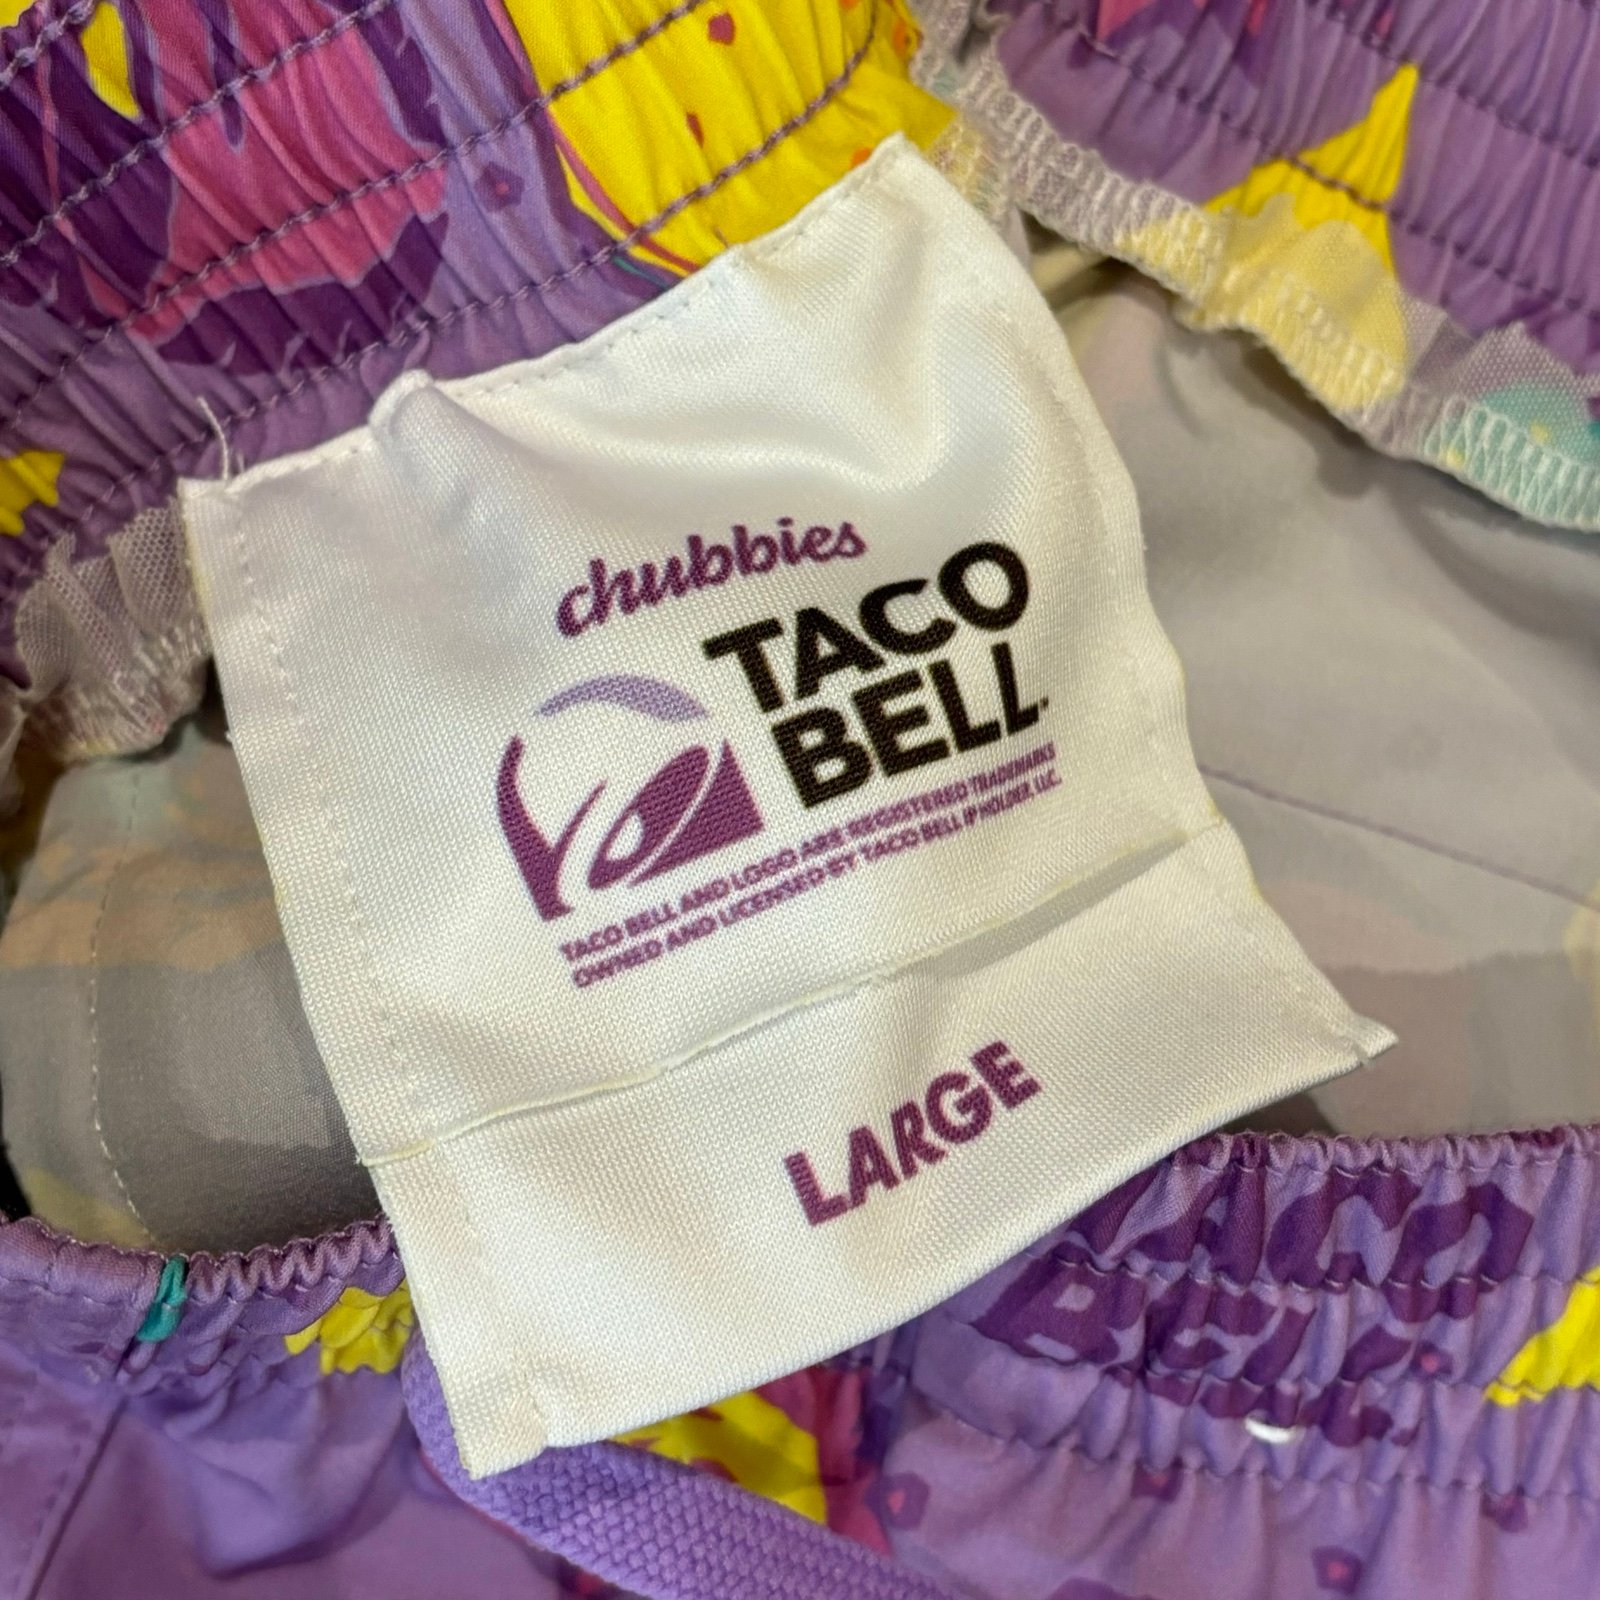 chubbies
TACO
BELL
TACO BELL AND LOGO ARE REGISTERED TRADEMARKS
OWNED AND LICENSED BY TACO BELL IP HOLDER, LLC.
LARGE